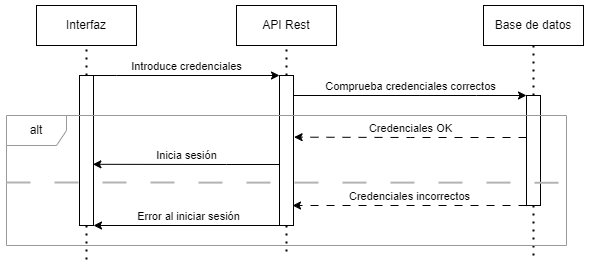 Interfaz
API Rest
Base de datos
Introduce credenciales
Comprueba credenciales correctos
alt
Credenciales OK
Inicia sesión
Credenciales incorrectos
Error al iniciar sesión